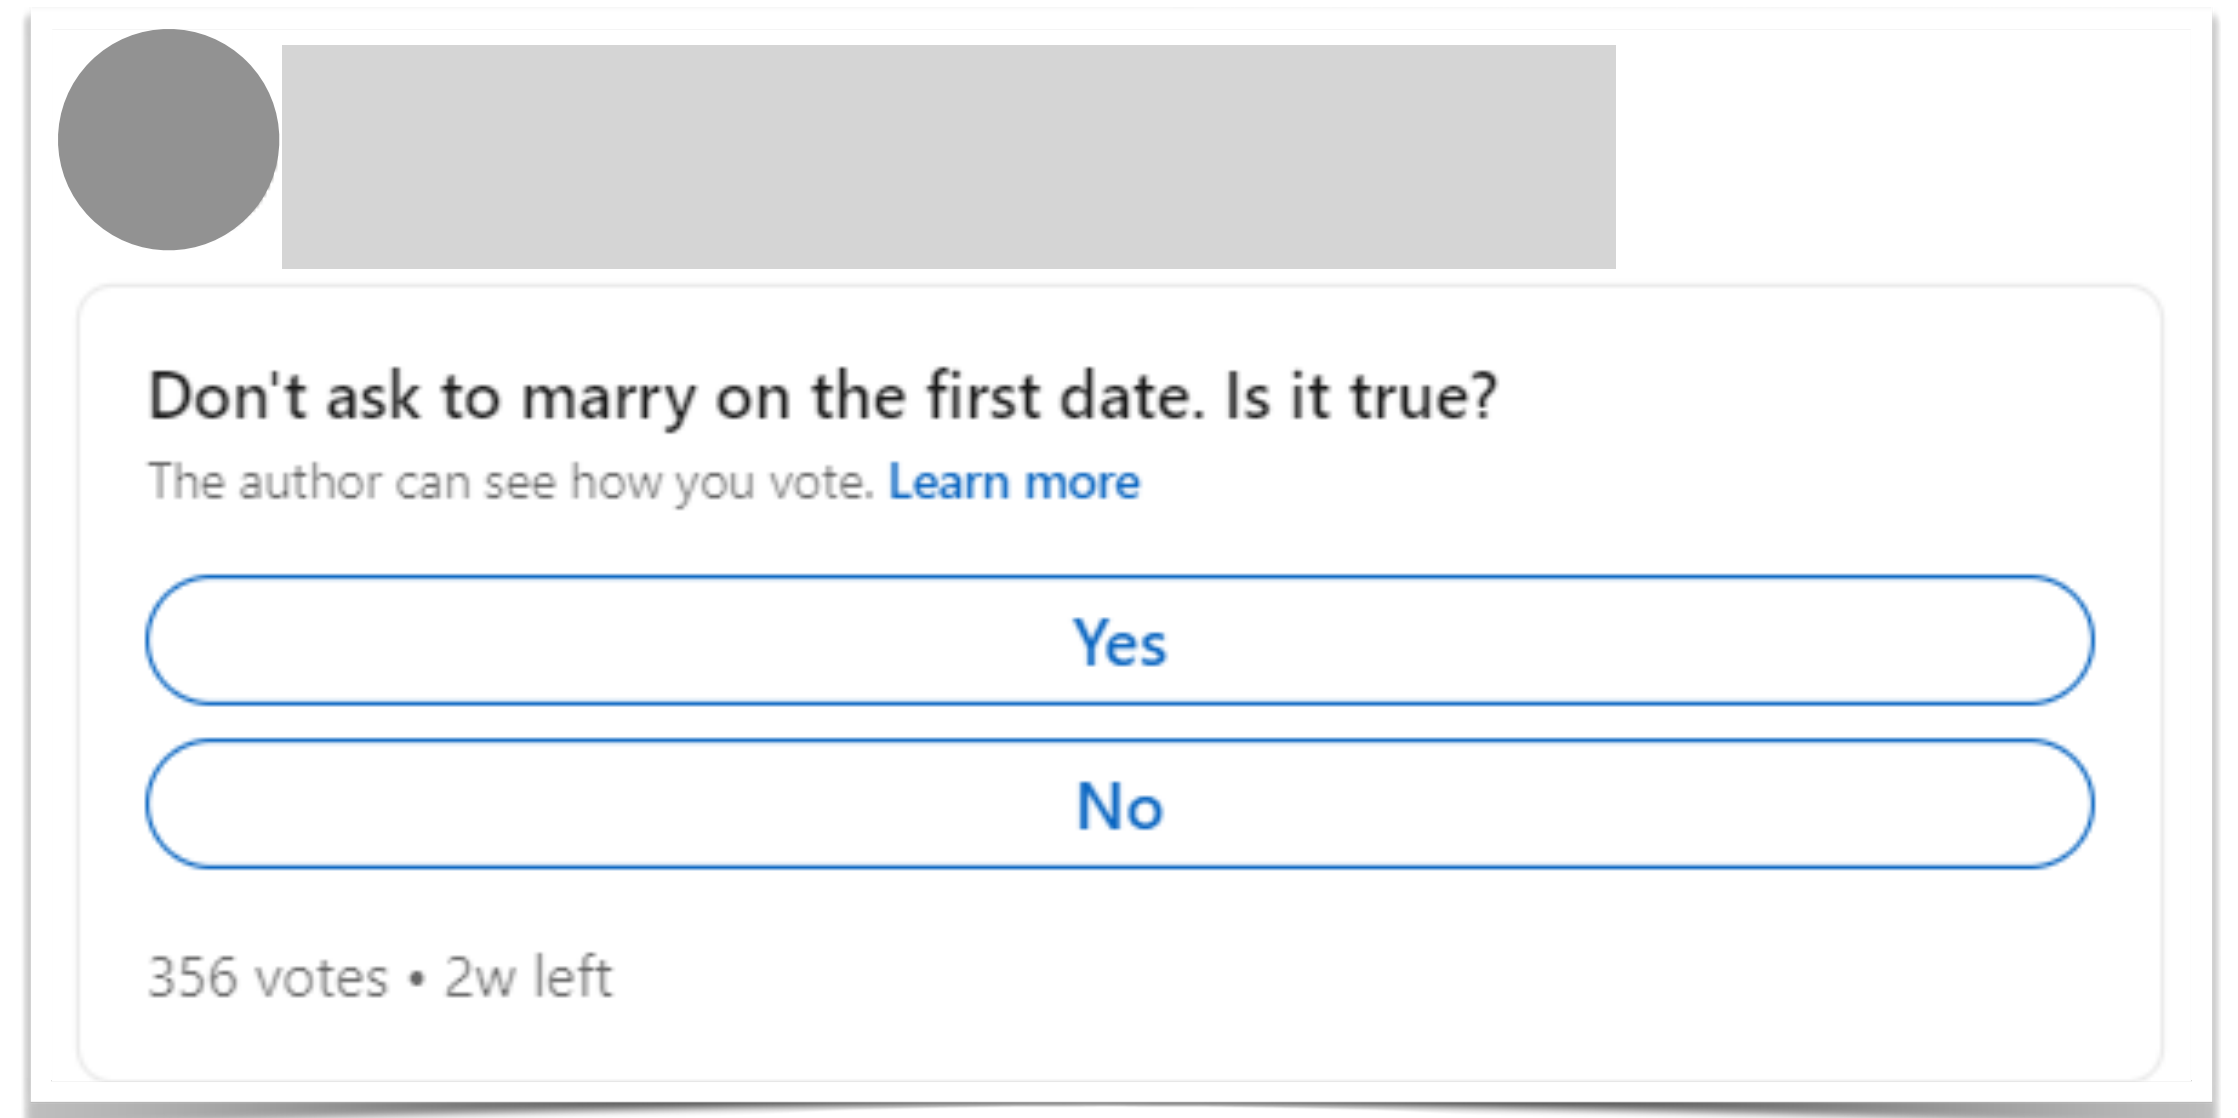 Don't ask to marry on the first date. Is it true?
The author can see how you vote. Learn more
Yes
No
356 votes • 2w left